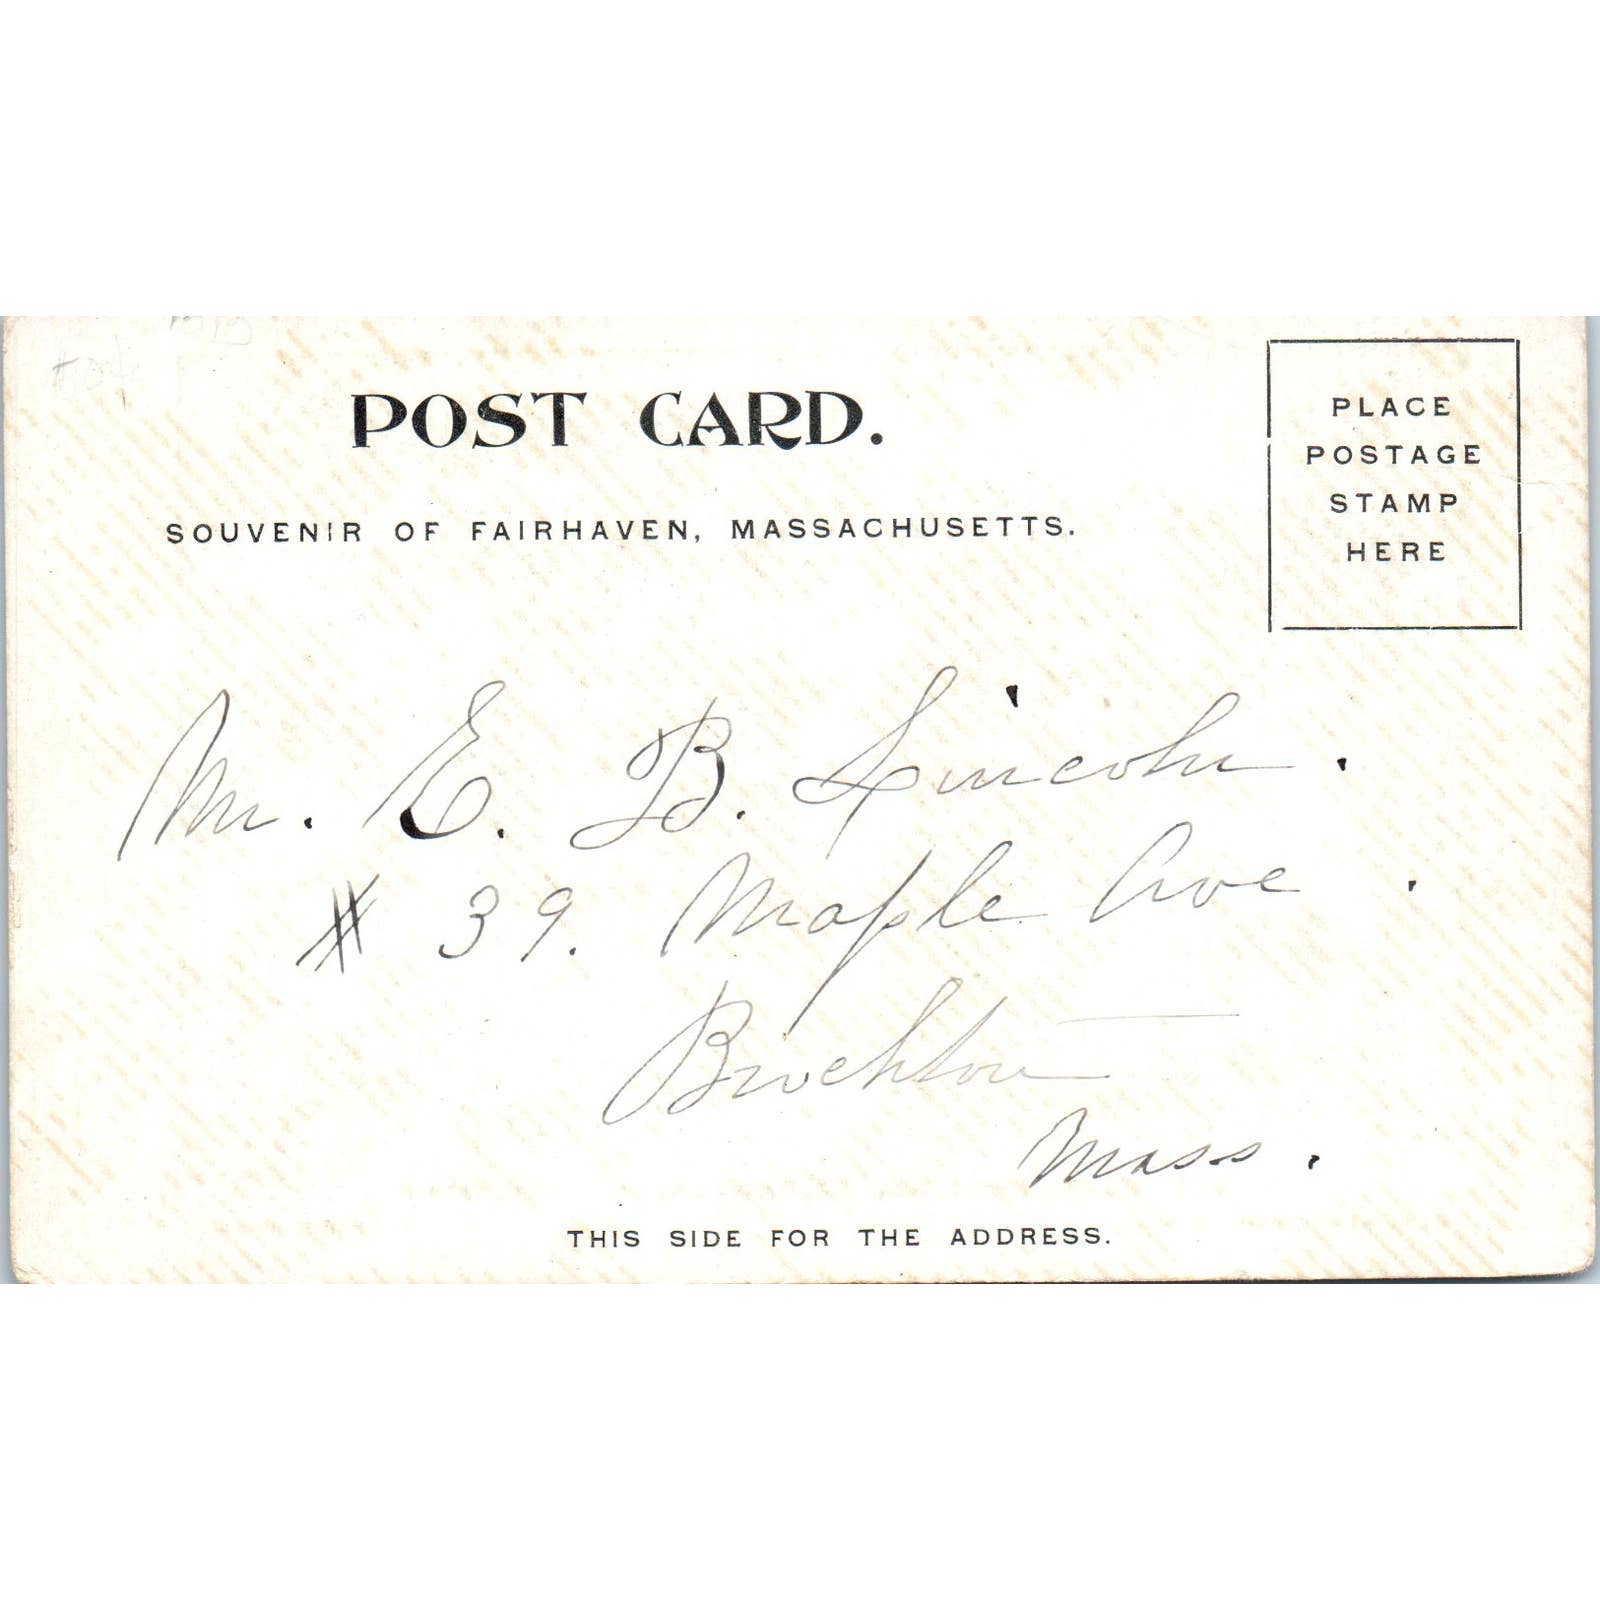 POST CARD.
SOUVENIR OF FAIRHAVEN, MASSACHUSETTS.
PLACE
POSTAGE
STAMP
HERE
Mr. E. B. Lincoln.
# 39. Maple Ave.
Brockton
Mass.
THIS SIDE FOR THE ADDRESS.